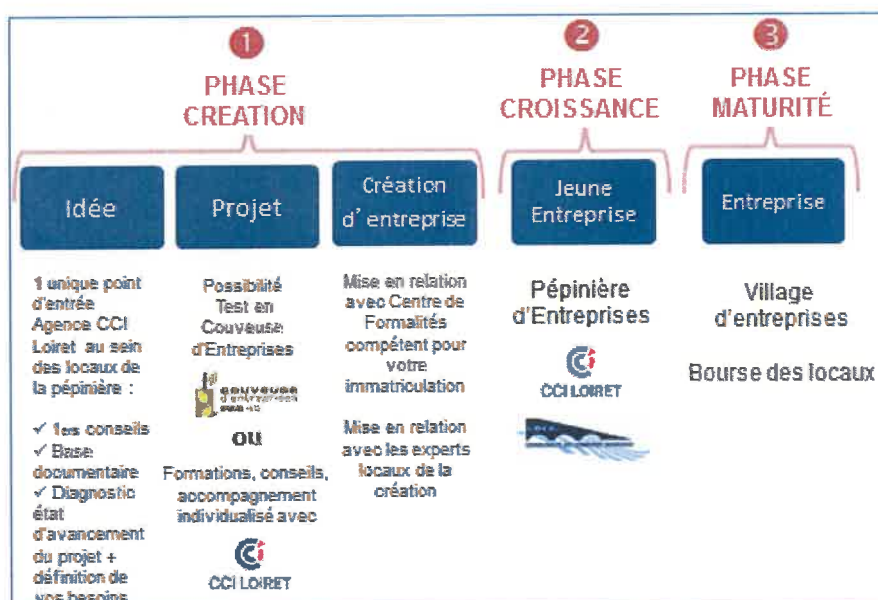 1
PHASE
CREATION
2
PHASE
CROISSANCE
3
PHASE
MATURITÉ
Idée
Projet
Création
d'entreprise
Jeune
Entreprise
Entreprise
1 unique point
d'entrée
Agence CCI
Loiret au sein
des locaux de
la pépinière :
✓ 1ers conseils
✓ Base
documentaire
✓ Diagnostic
état
d'avancement
du projet +
définition de
vos besoins
Possibilité
Test en
Couveuse
d'Entreprises
couveuse
d'entreprises
OU
Formations, conseils,
accompagnement
individualisé avec
CCI LOIRET
Mise en relation
avec Centre de
Formalités
compétent pour
votre
immatriculation
Mise en relation
avec les experts
locaux de la
création
Pépinière
d'Entreprises
CCI LOIRET
Village
d'entreprises
Bourse des locaux